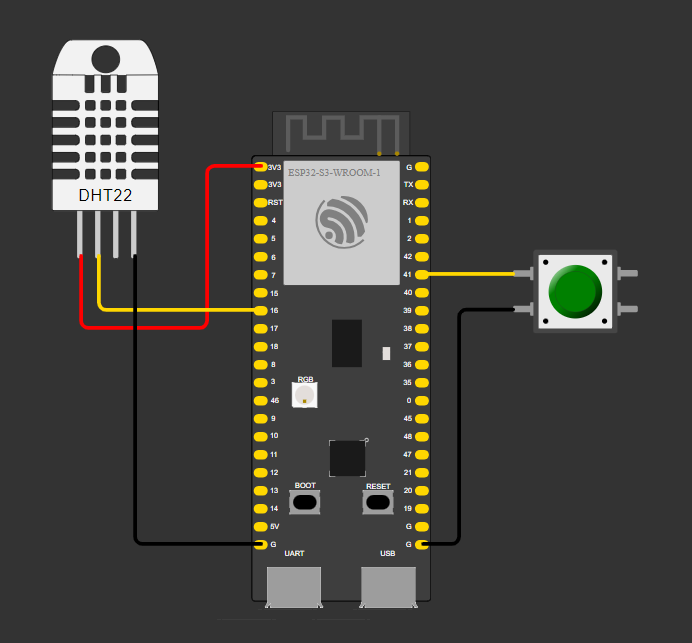 DHT22
ESP32-S3-WROOM-1
3V3 G
3V3 TX
RST RX
4 1
5 2
6 42
7 41
15 40
16 39
17 38
18 37
8 36
3 35
46 0
9 45
10 48
11 47
12 21
13 20
14 19
5V G
G G
RGB
BOOT RESET
UART USB